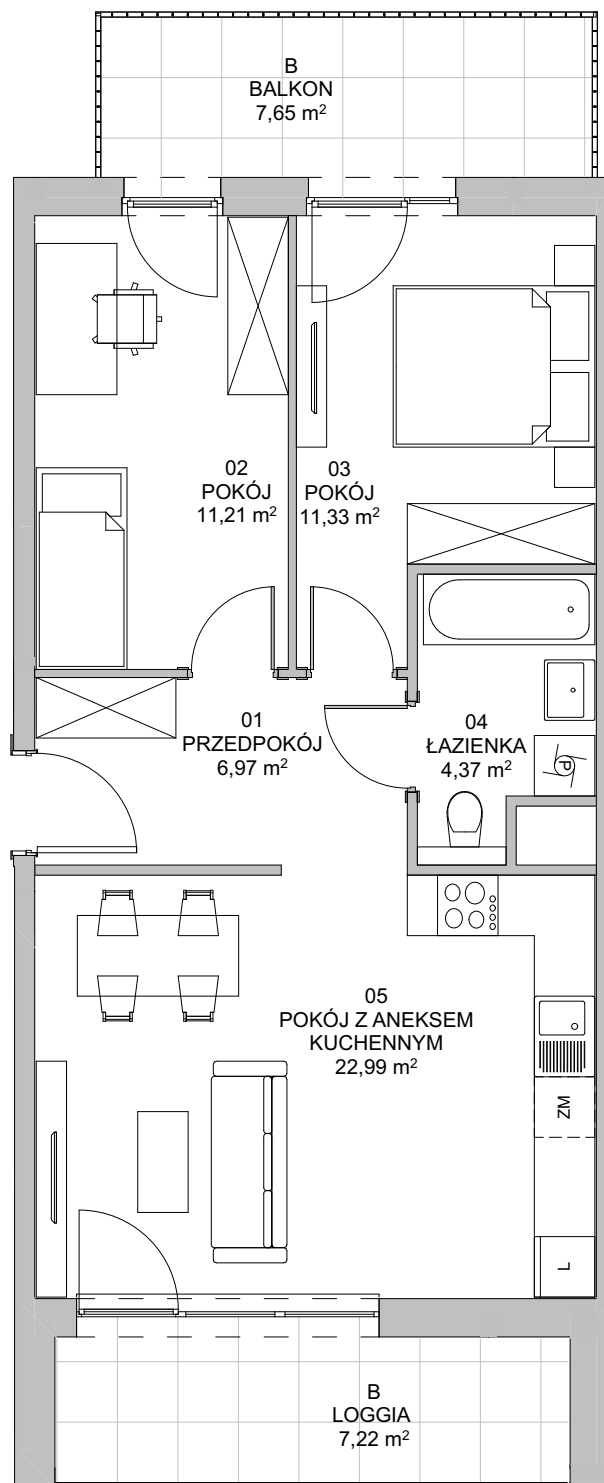 B
BALKON
7,65 m²
02
POKÓJ
11,21 m²
03
POKÓJ
11,33 m²
01
PRZEDPOKÓJ
6,97 m²
04
ŁAZIENKA
4,37 m²
P
05
POKÓJ Z ANEKSEM
KUCHENNYM
22,99 m²
ZM
L
B
LOGGIA
7,22 m²